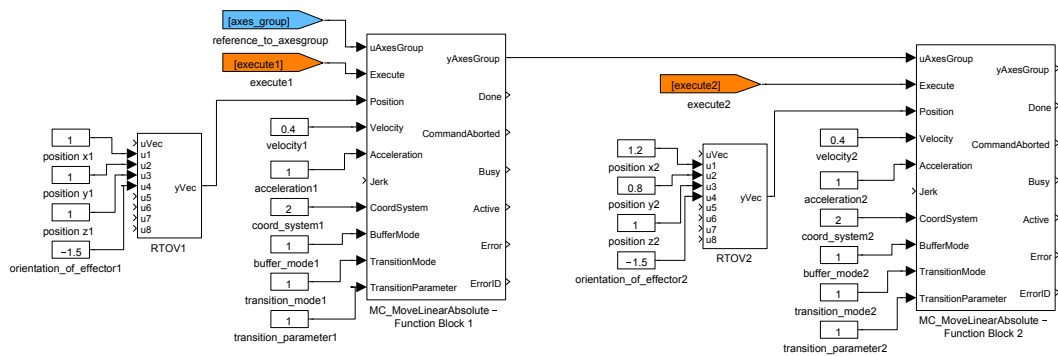 [axes_group]
reference_to_axesgroup
[execute1]
execute1
uAxesGroup
Execute
Position
Velocity
Acceleration
Jerk
CoordSystem
BufferMode
TransitionMode
TransitionParameter
yAxesGroup
Done
CommandAborted
Busy
Active
Error
ErrorID
MC_MoveLinearAbsolute −
Function Block 1
1
position x1
1
position y1
1
position z1
−1.5
orientation_of_effector1
uVec
u1
u2
u3
u4
u5
u6
u7
u8
yVec
RTOV1
0.4
velocity1
1
acceleration1
2
coord_system1
1
buffer_mode1
1
transition_mode1
1
transition_parameter1
[execute2]
execute2
1.2
position x2
0.8
position y2
1
position z2
−1.5
orientation_of_effector2
uVec
u1
u2
u3
u4
u5
u6
u7
u8
yVec
RTOV2
0.4
velocity2
1
acceleration2
2
coord_system2
1
buffer_mode2
1
transition_mode2
1
transition_parameter2
uAxesGroup
Execute
Position
Velocity
Acceleration
Jerk
CoordSystem
BufferMode
TransitionMode
TransitionParameter
yAxesGroup
Done
CommandAborted
Busy
Active
Error
ErrorID
MC_MoveLinearAbsolute −
Function Block 2